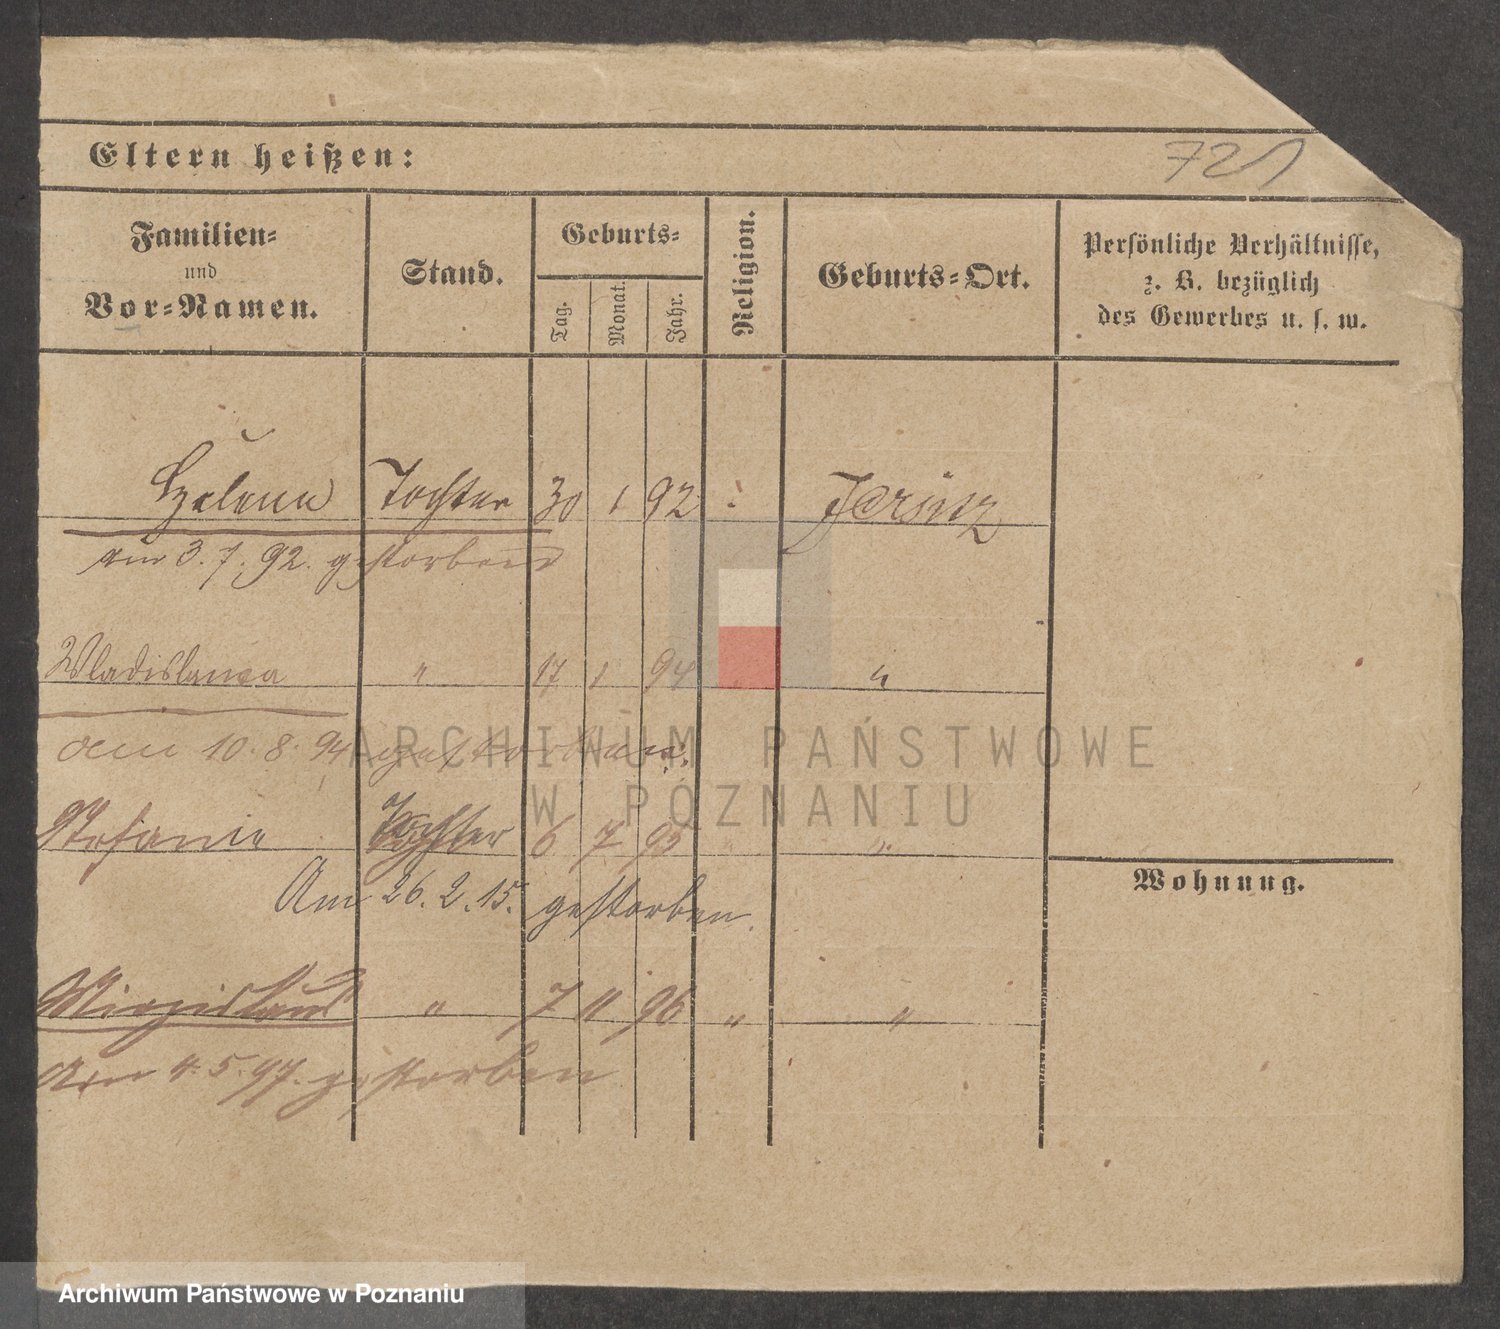 Eltern heißen:
721
Familien-
und
Vor-Namen.
Stand.
Geburts-
Tag.
Monat.
Jahr.
Religion.
Geburts-Ort.
Persönliche Verhältnisse,
z. B. bezüglich
des Gewerbes u. s. w.
Helena Tochter 30 1 92 Jersitz
am 3. 7. 92. gestorben
Wladislawa " 17 1 94 "
am 10. 8. 94 gestorben.
ARCHIWUM PAŃSTWOWE
W POZNANIU
Stefanie Tochter 6 7 95 "
Am 26. 2. 15. gestorben.
Wohnung.
" 7 11 96 " "
am 4. 5. 97. gestorben
Archiwum Państwowe w Poznaniu